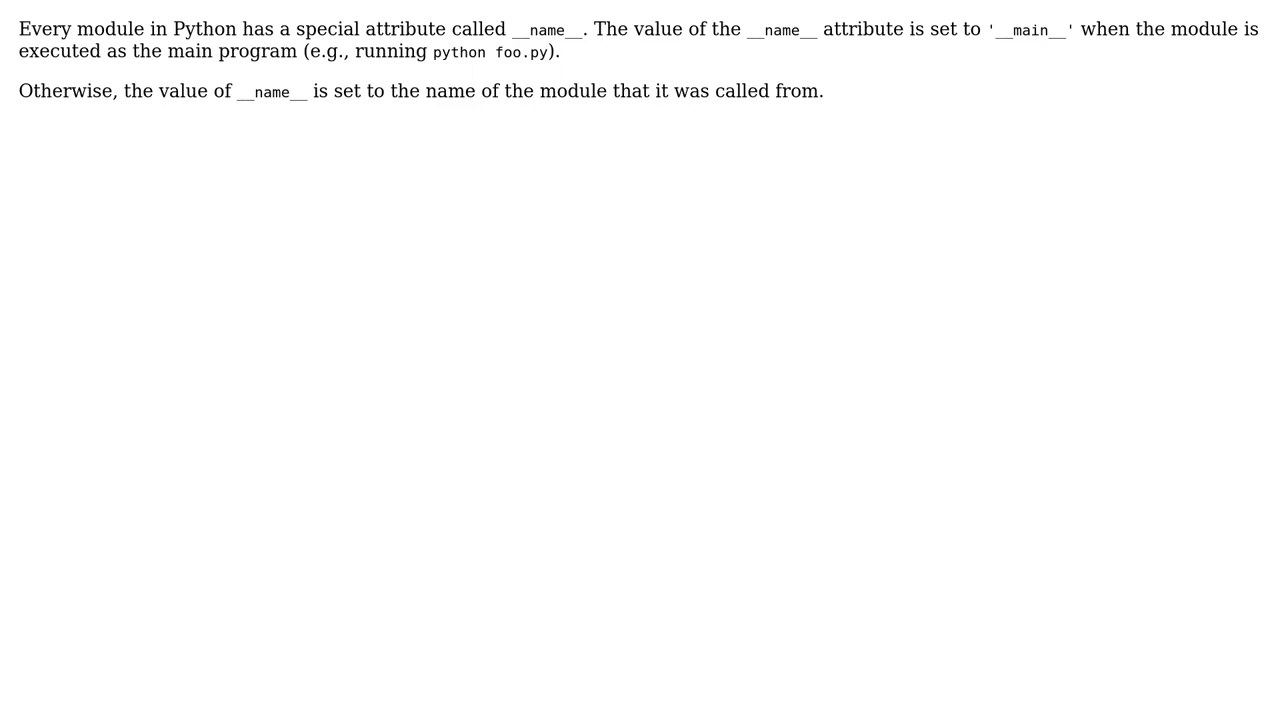 Every module in Python has a special attribute called __name__. The value of the __name__ attribute is set to '__main__' when the module is
executed as the main program (e.g., running python foo.py).
Otherwise, the value of __name__ is set to the name of the module that it was called from.